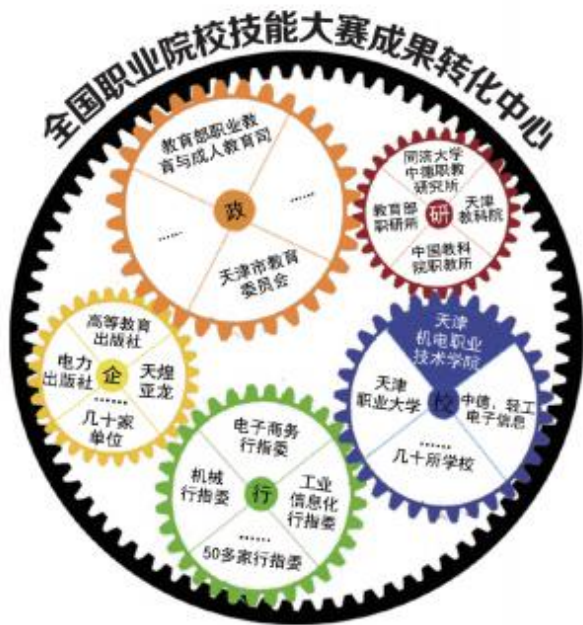 全国职业院校技能大赛成果转化中心
教育部职业教
育与成人教育司
……
政
……
天津市教育
委员会
同济大学
中德职教
研究所
教育部
职研所
研
天津
教科院
中国教科
院职教所
高等教育
出版社
电力
出版社
企
天煌
亚龙
……
几十家
单位
天津
机电职业
技术学院
天津
职业大学
校
中德，轻工
电子信息
……
几十所学校
电子商务
行指委
机械
行指委
行
工业
信息化
行指委
……
50多家行指委